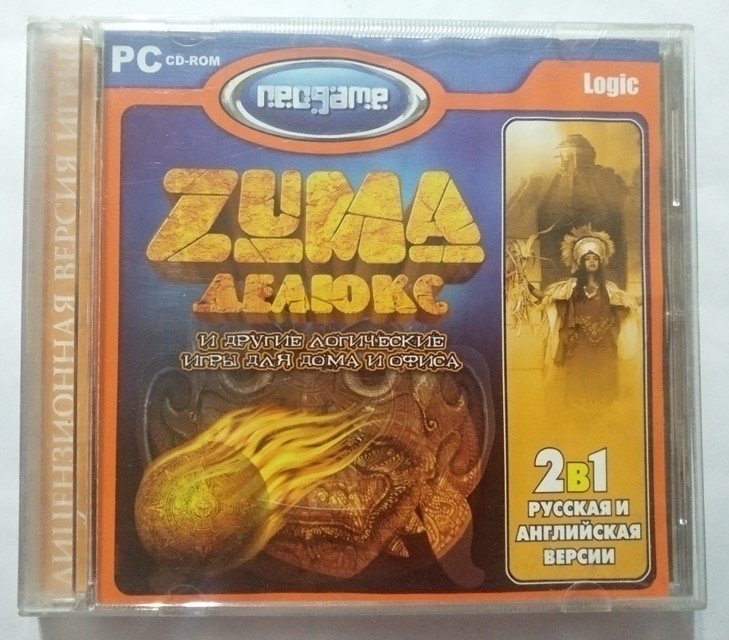 PC CD-ROM
neogame
Logic
ZUMA
ДЕЛЮКС
И ДРУГИЕ ЛОГИЧЕСКИЕ
ИГРЫ ДЛЯ ДОМА И ОФИСА
2в1
РУССКАЯ И
АНГЛИЙСКАЯ
ВЕРСИИ
ЛИЦЕНЗИОННАЯ ВЕРСИЯ ИГРЫ